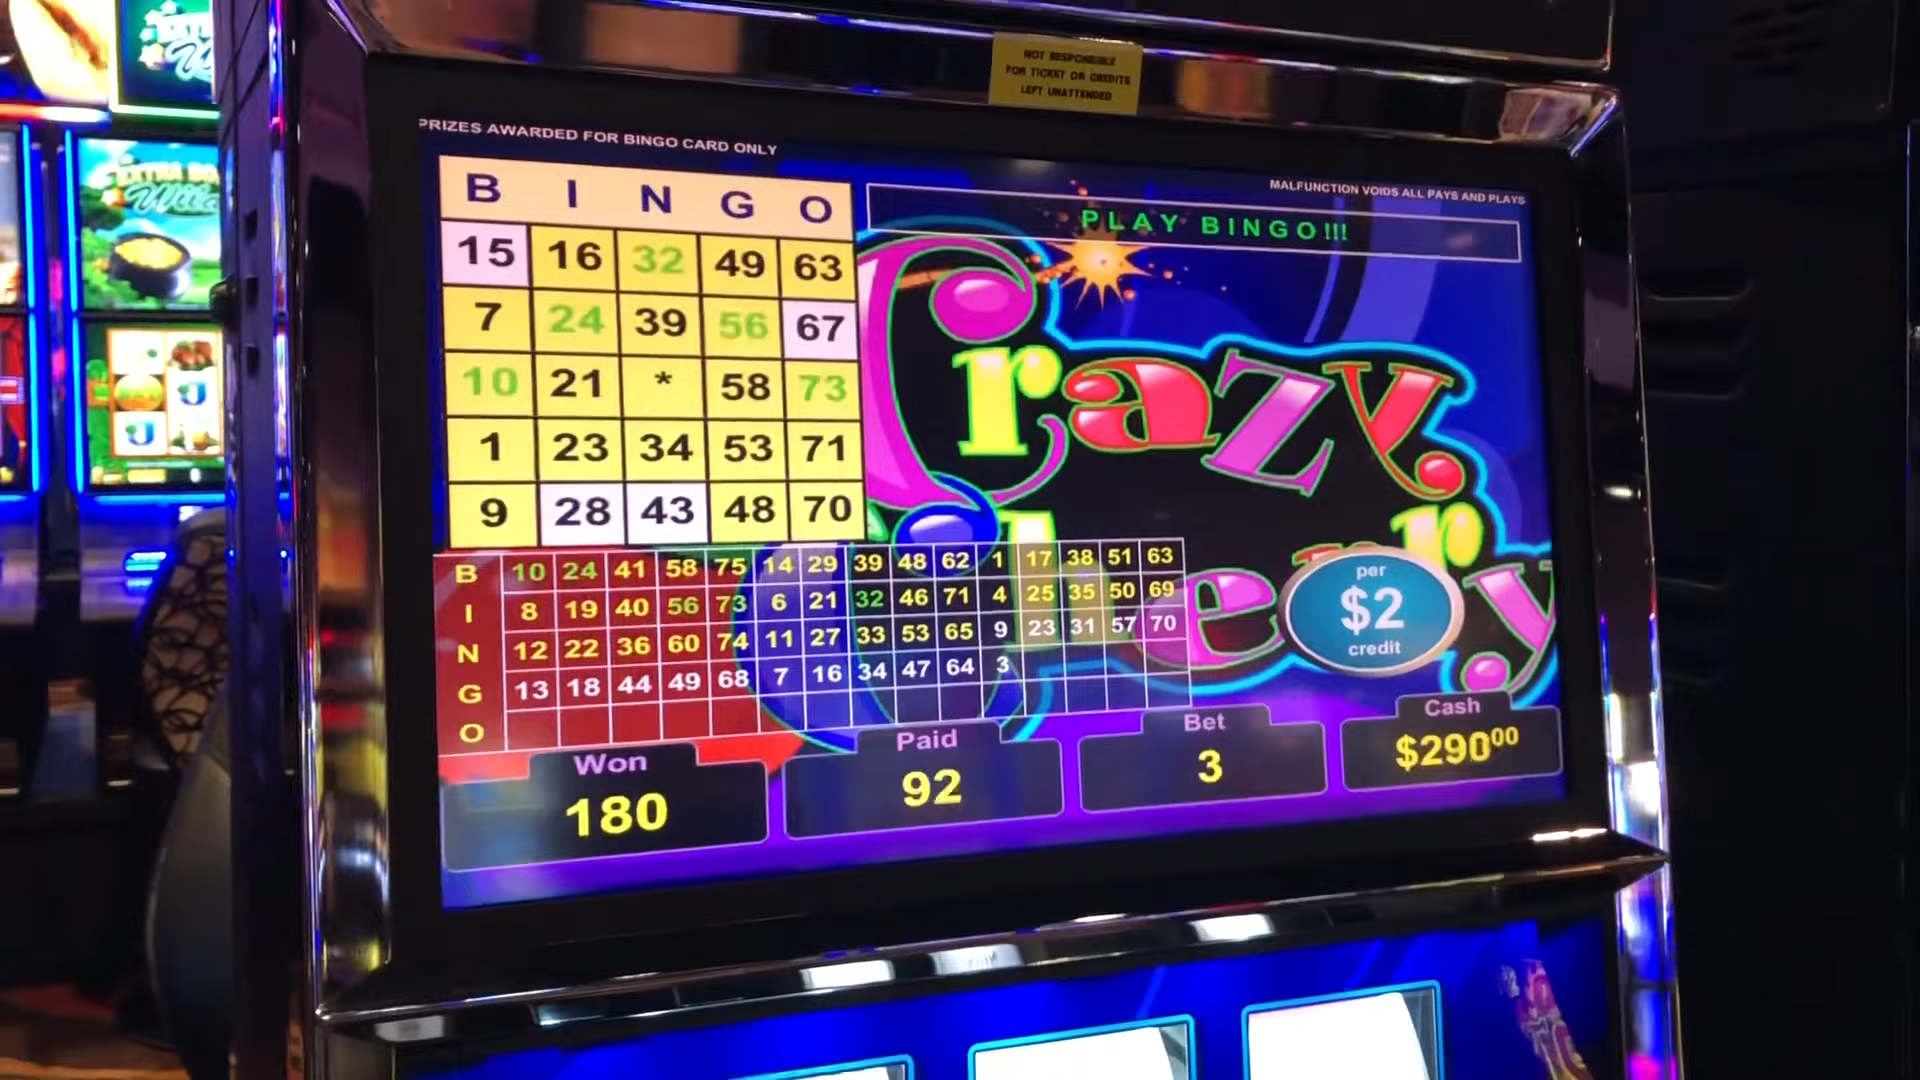 NOT RESPONSIBLE
FOR TICKET OR CREDITS
LEFT UNATTENDED
PRIZES AWARDED FOR BINGO CARD ONLY
MALFUNCTION VOIDS ALL PAYS AND PLAYS
PLAY BINGO!!!
B I N G O
15 16 32 49 63
7 24 39 56 67
10 21 * 58 73
1 23 34 53 71
9 28 43 48 70
Crazy
Cherry
B 10 24 41 58 75 14 29 39 48 62 1 17 38 51 63
I 8 19 40 56 73 6 21 32 46 71 4 25 35 50 69
N 12 22 36 60 74 11 27 33 53 65 9 23 31 57 70
G 13 18 44 49 68 7 16 34 47 64 3
O
per
$2
credit
Won
180
Paid
92
Bet
3
Cash
$290⁰⁰
EXTRA